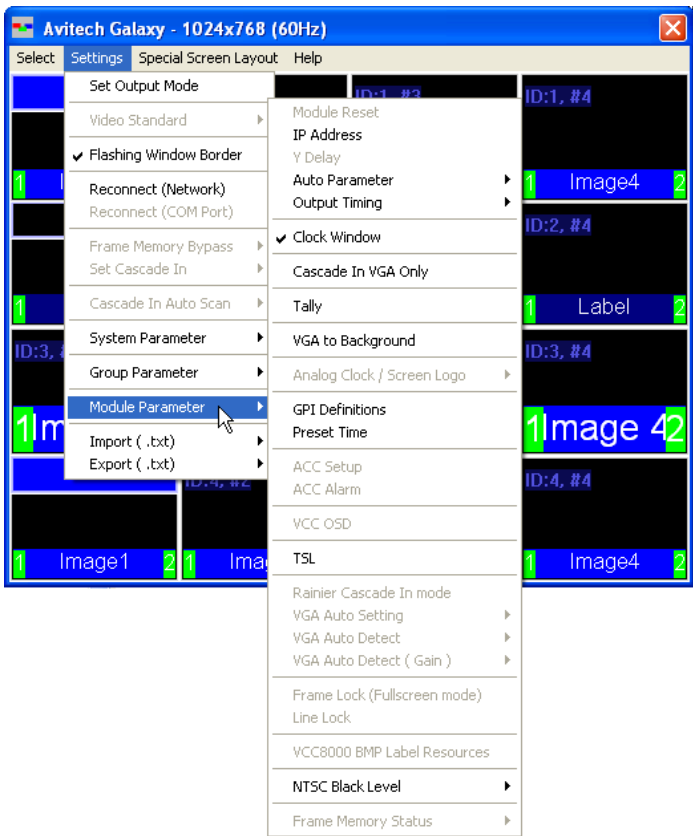 Avitech Galaxy - 1024x768 (60Hz)
Select Settings Special Screen Layout Help
Set Output Mode
Video Standard
Flashing Window Border
Reconnect (Network)
Reconnect (COM Port)
Frame Memory Bypass
Set Cascade In
Cascade In Auto Scan
System Parameter
Group Parameter
Module Parameter
Import ( .txt)
Export ( .txt)
Module Reset
IP Address
Y Delay
Auto Parameter
Output Timing
Clock Window
Cascade In VGA Only
Tally
VGA to Background
Analog Clock / Screen Logo
GPI Definitions
Preset Time
ACC Setup
ACC Alarm
VCC OSD
TSL
Rainier Cascade In mode
VGA Auto Setting
VGA Auto Detect
VGA Auto Detect ( Gain )
Frame Lock (Fullscreen mode)
Line Lock
VCC8000 BMP Label Resources
NTSC Black Level
Frame Memory Status
ID:1, #3
ID:1, #4
1
1 Image4 2
ID:2, #4
1
1 Label 2
ID:3,
ID:3, #4
1
1 Image 4 2
ID:4, #2
ID:4, #4
1 Image1 2
1
1 Image4 2